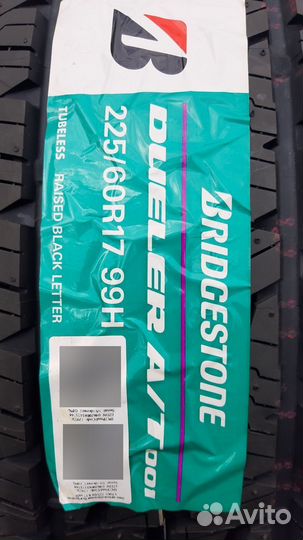 BRIDGESTONE
DUELER A/T 001
225/60R17 99H
TUBELESS RAISED BLACK LETTER
Avito